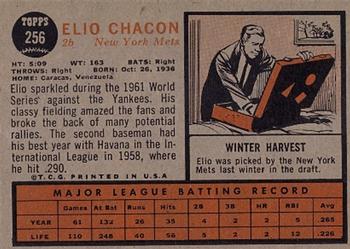 TOPPS
256
ELIO CHACON
2b New York Mets
HT: 5:09 WT: 163 BATS: Right
THROWS: Right BORN: Oct. 26, 1936
HOME: Caracas, Venezuela
Elio sparkled during the 1961 World
Series against the Yankees. His
classy fielding amazed the fans and
broke the back of many potential
rallies. The second baseman had
his best year with Havana in the In-
ternational League in 1958, where
he hit .290.
©T.C.G. PRINTED IN U.S.A
WINTER HARVEST
Elio was picked by the New York
Mets last winter in the draft.
MAJOR LEAGUE BATTING RECORD
Games At Bat Runs Hits 2B 3B HR RBI Avg.
YEAR 61 132 26 35 4 2 2 5 .265
LIFE 110 248 40 56 5 2 2 12 .226